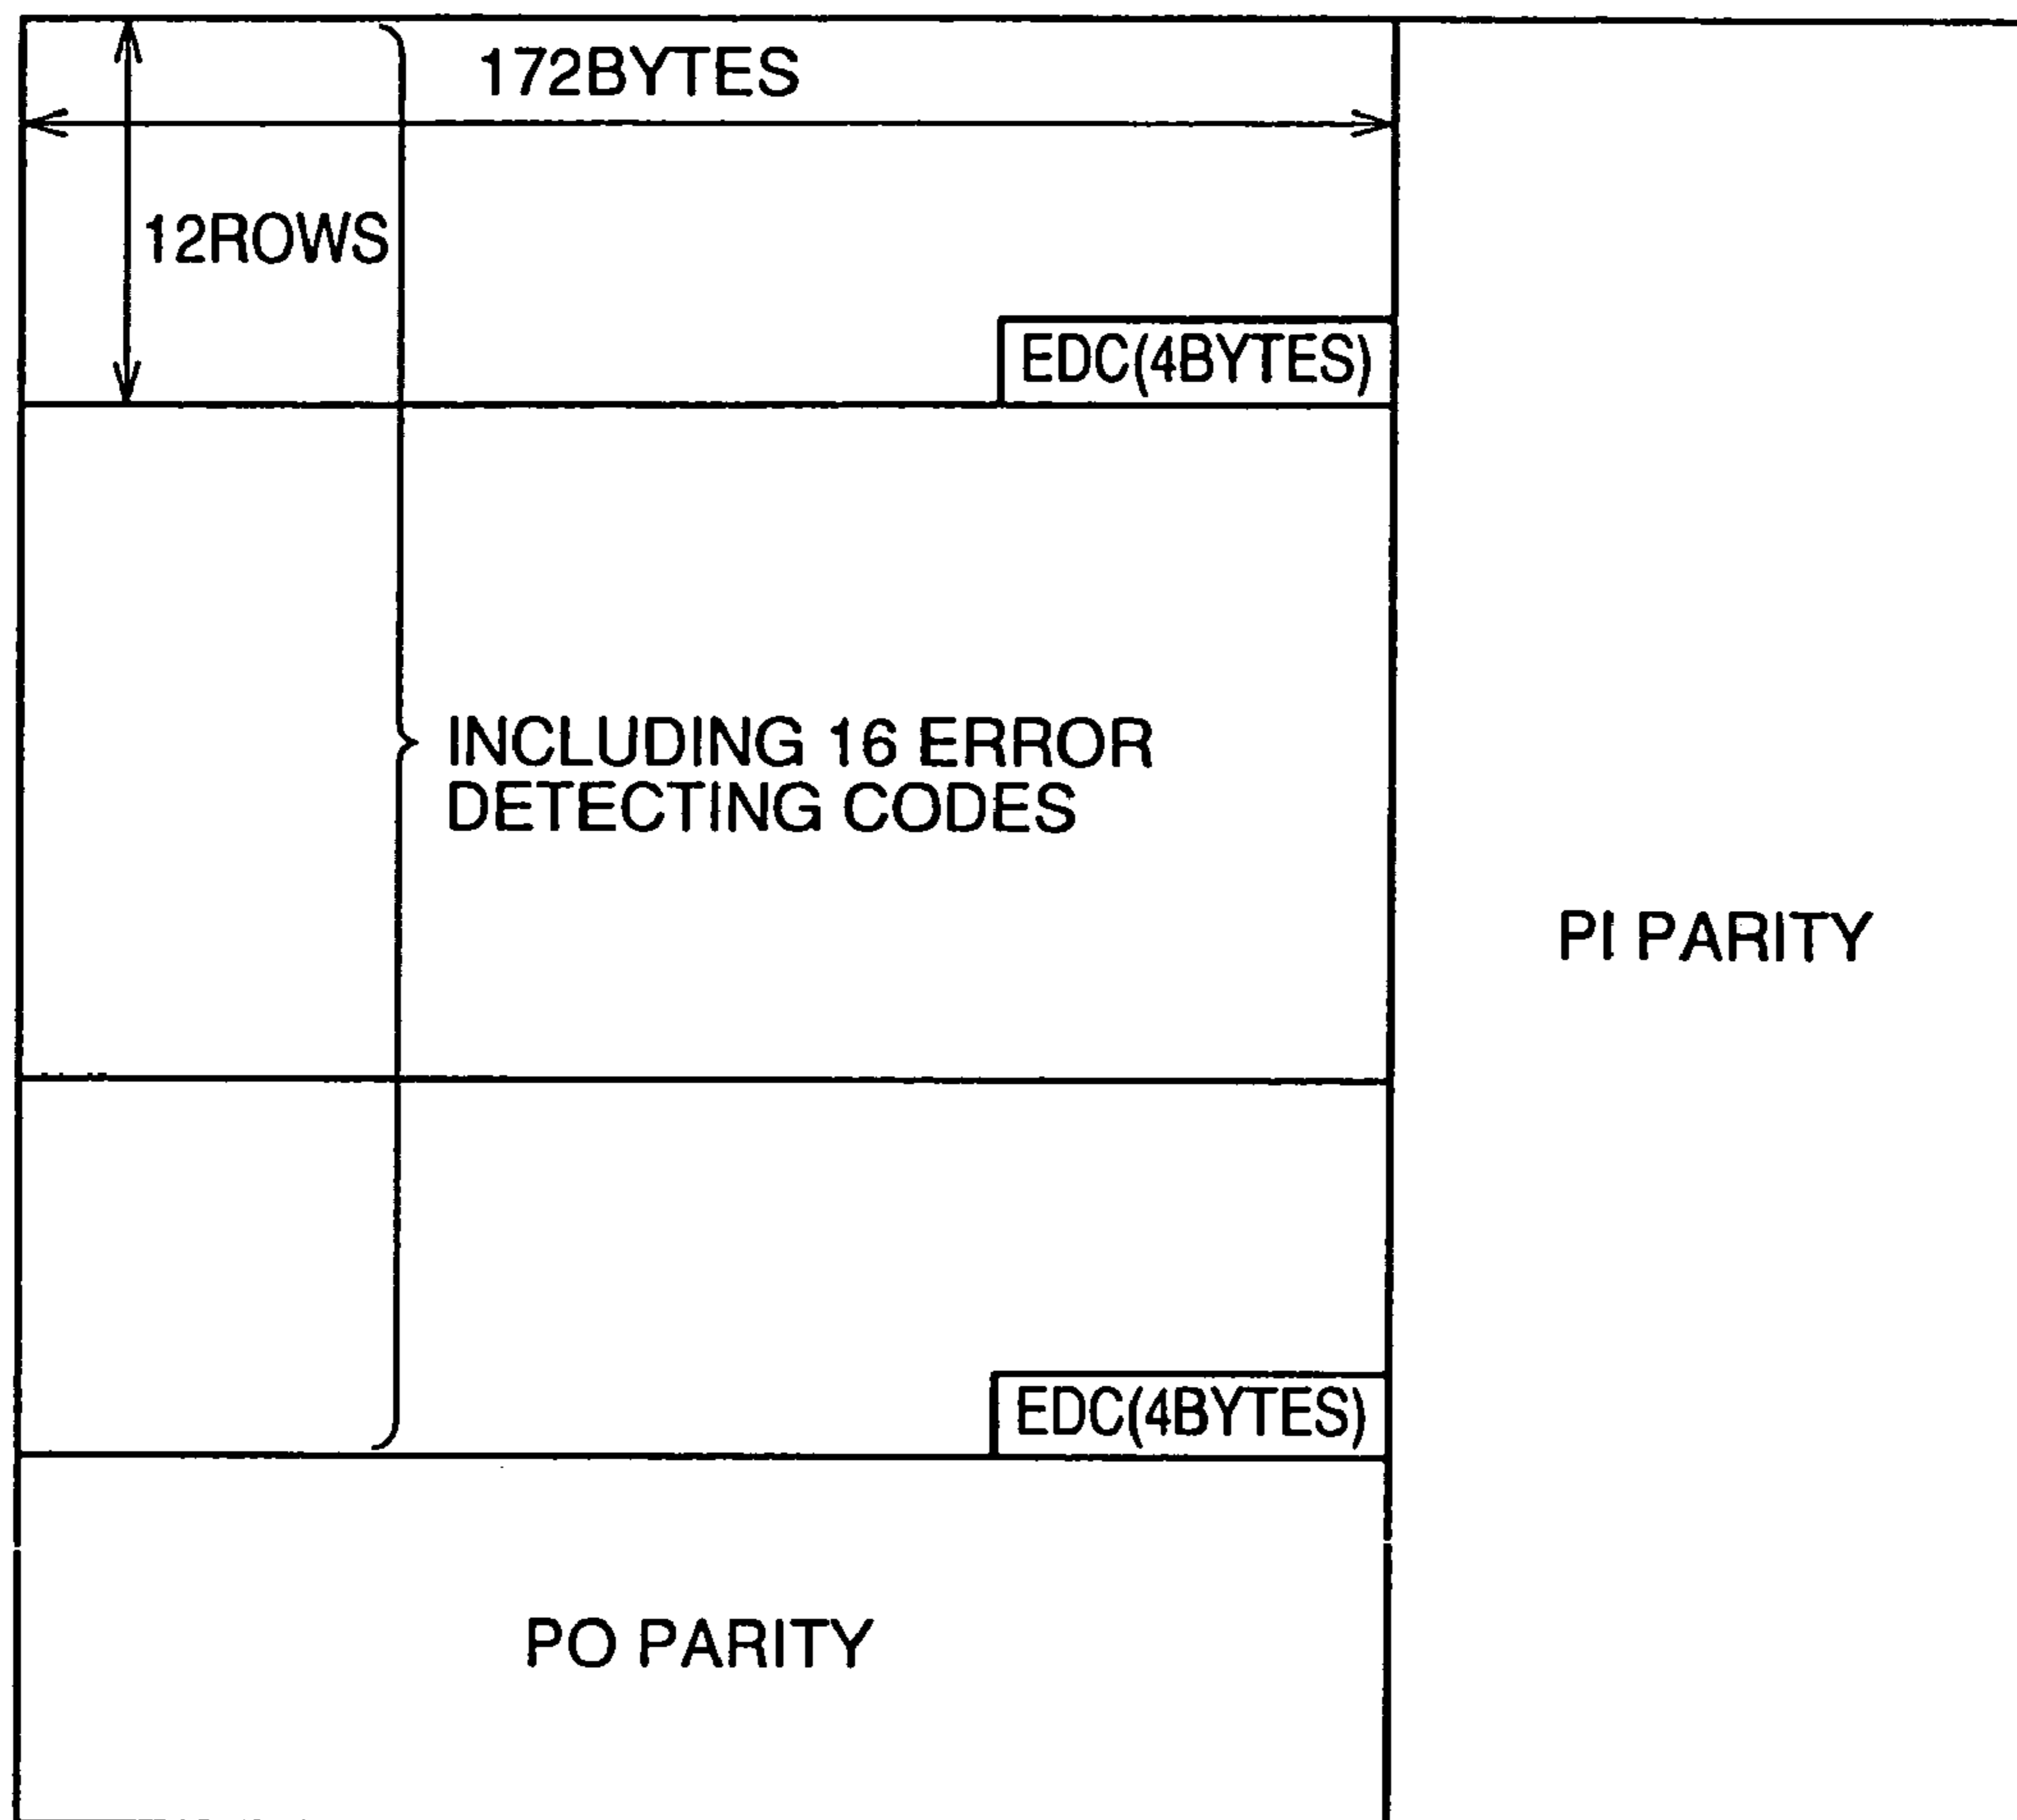 172BYTES
12ROWS
EDC(4BYTES)
INCLUDING 16 ERROR
DETECTING CODES
PI PARITY
EDC(4BYTES)
PO PARITY